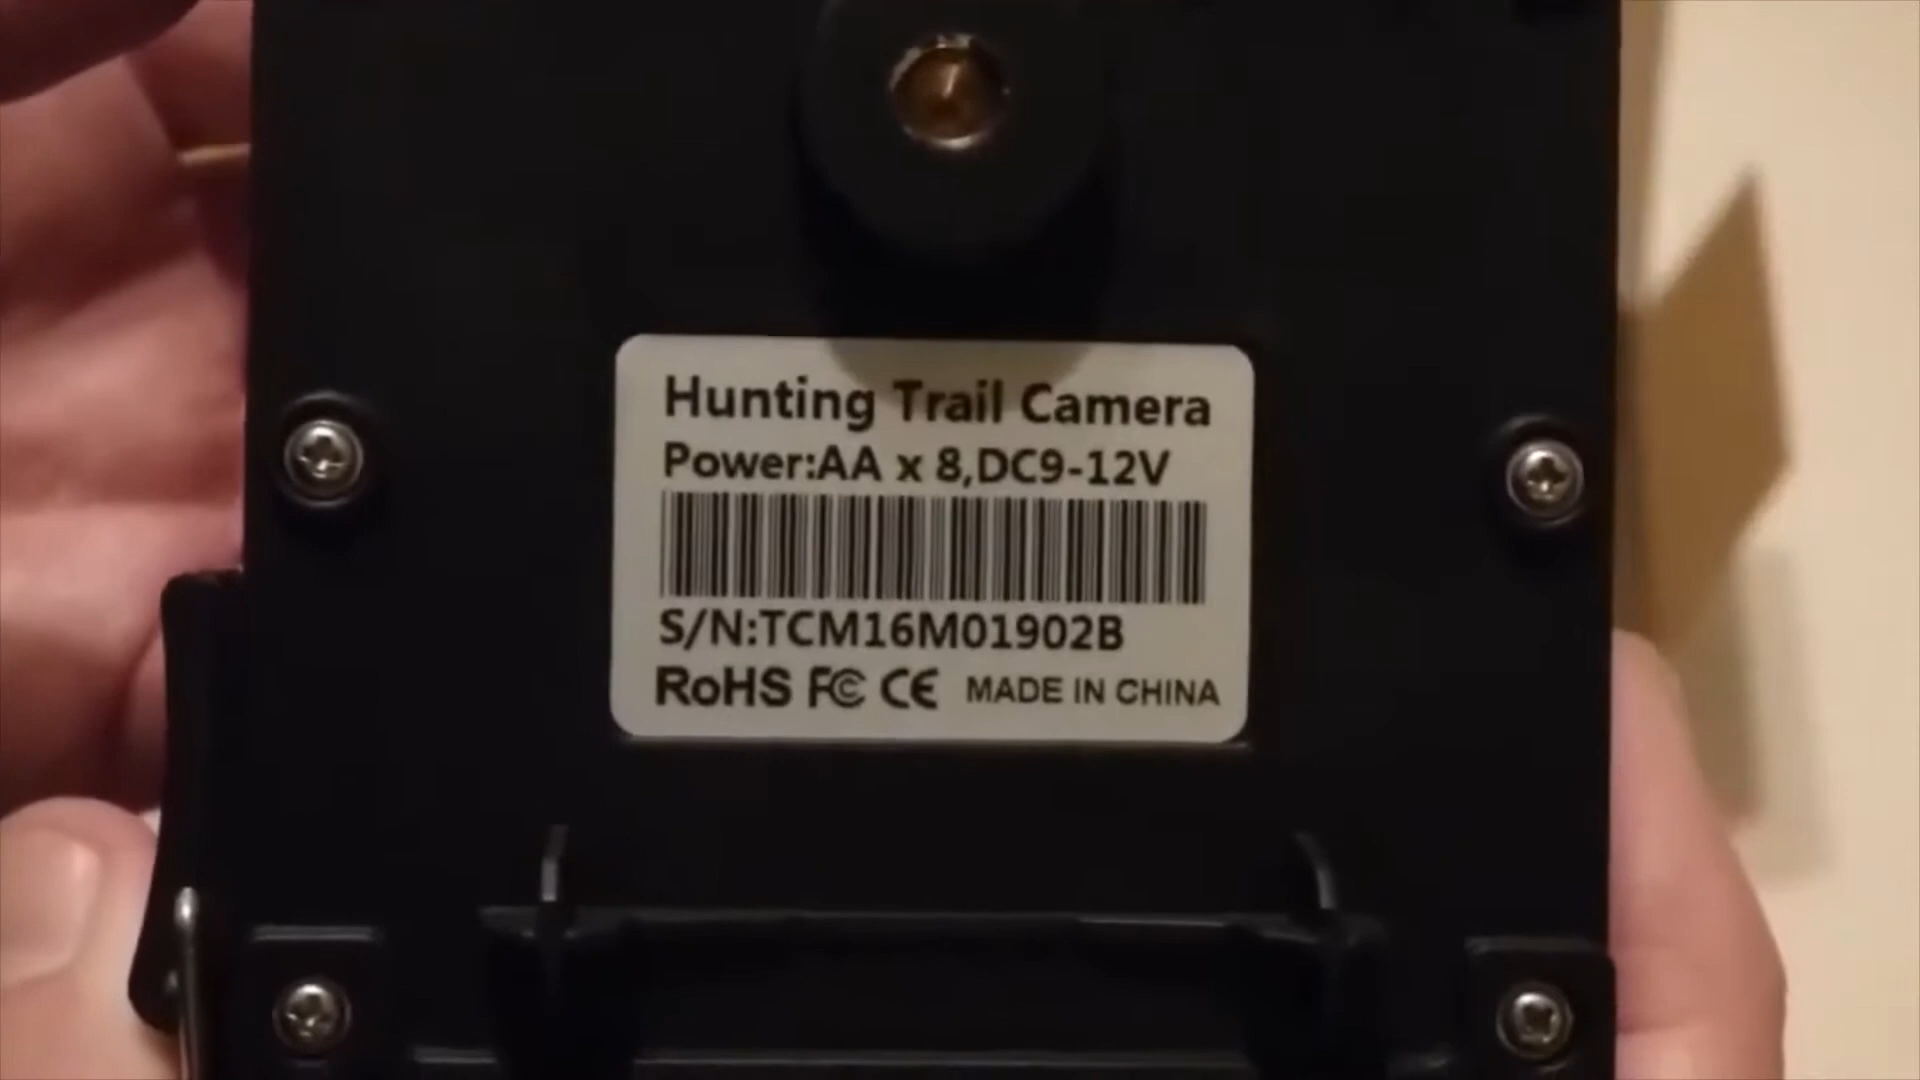 Hunting Trail Camera
Power:AA x 8,DC9-12V
S/N:TCM16M01902B
RoHS FC CE MADE IN CHINA